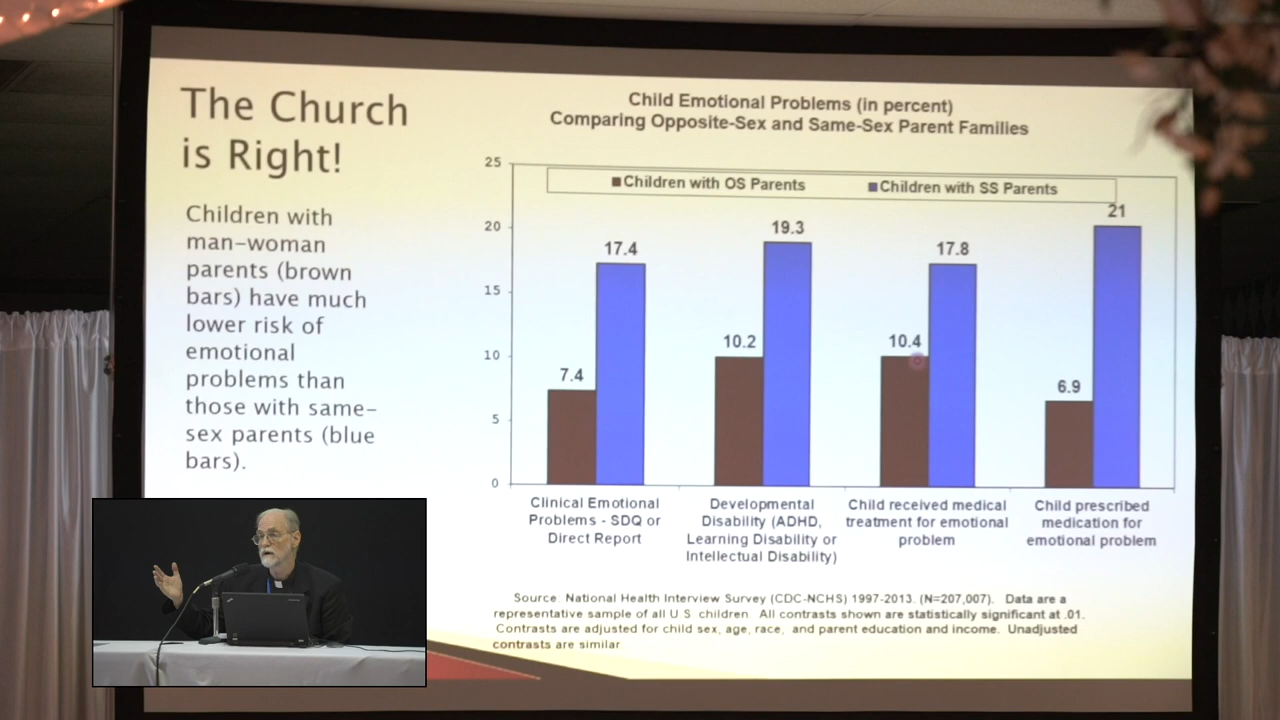 The Church
is Right!
Children with
man-woman
parents (brown
bars) have much
lower risk of
emotional
problems than
those with same-
sex parents (blue
bars).
Child Emotional Problems (in percent)
Comparing Opposite-Sex and Same-Sex Parent Families
25
20
15
10
5
0
Children with OS Parents
Children with SS Parents
7.4
17.4
10.2
19.3
10.4
17.8
6.9
21
Clinical Emotional
Problems - SDQ or
Direct Report
Developmental
Disability (ADHD,
Learning Disability or
Intellectual Disability)
Child received medical
treatment for emotional
problem
Child prescribed
medication for
emotional problem
Source National Health Interview Survey (CDC-NCHS) 1997-2013. (N=207,007). Data are a
representative sample of all U.S. children All contrasts shown are statistically significant at .01.
Contrasts are adjusted for child sex, age, race, and parent education and income. Unadjusted
contrasts are similar